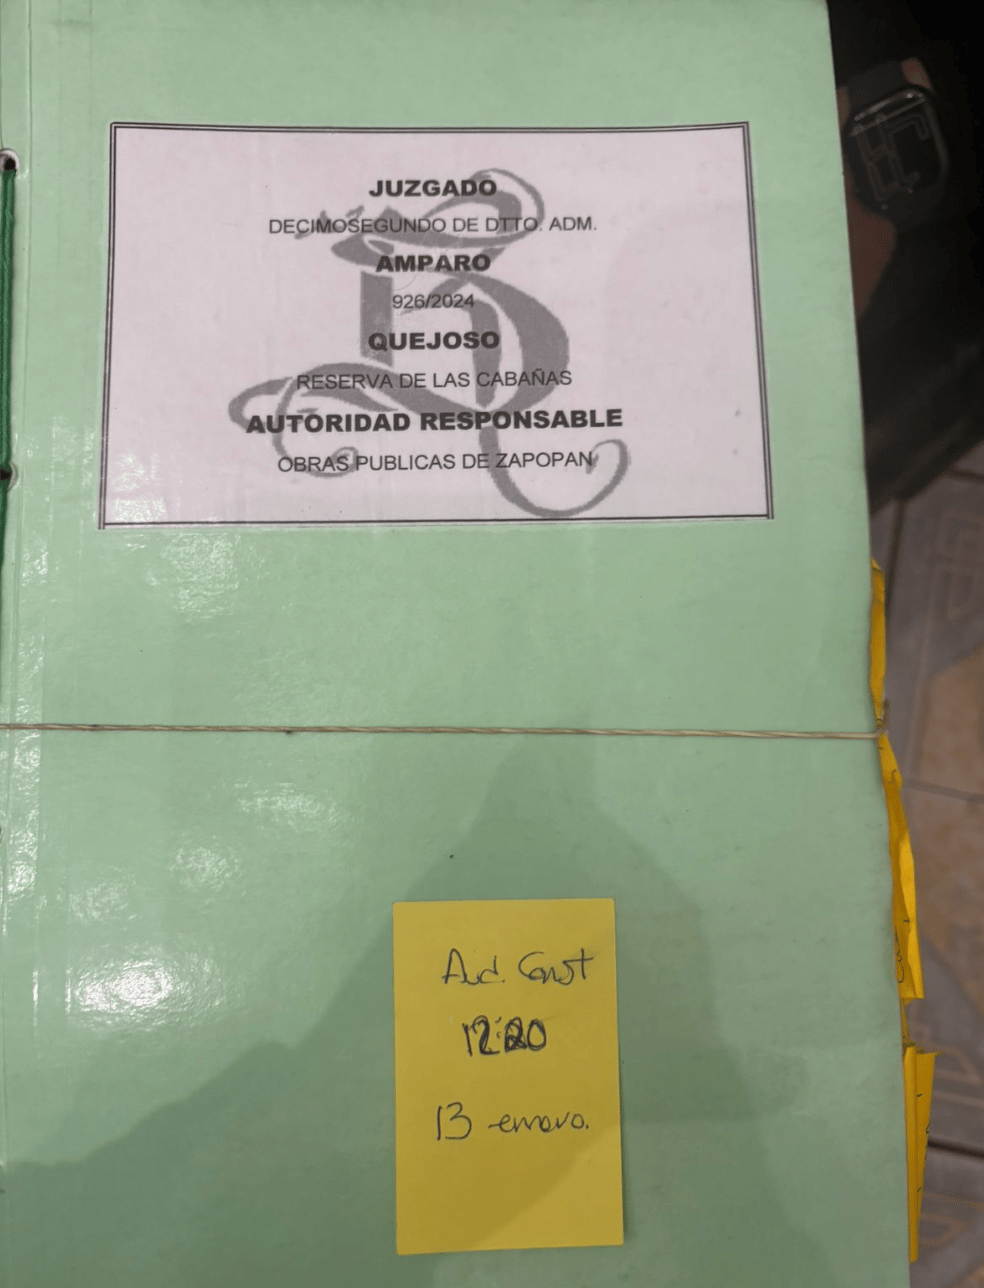 JUZGADO
DECIMOSEGUNDO DE DTTO. ADM.
AMPARO
926/2024
QUEJOSO
RESERVA DE LAS CABAÑAS
AUTORIDAD RESPONSABLE
OBRAS PUBLICAS DE ZAPOPAN
Aud. Const
12:20
13 enero.